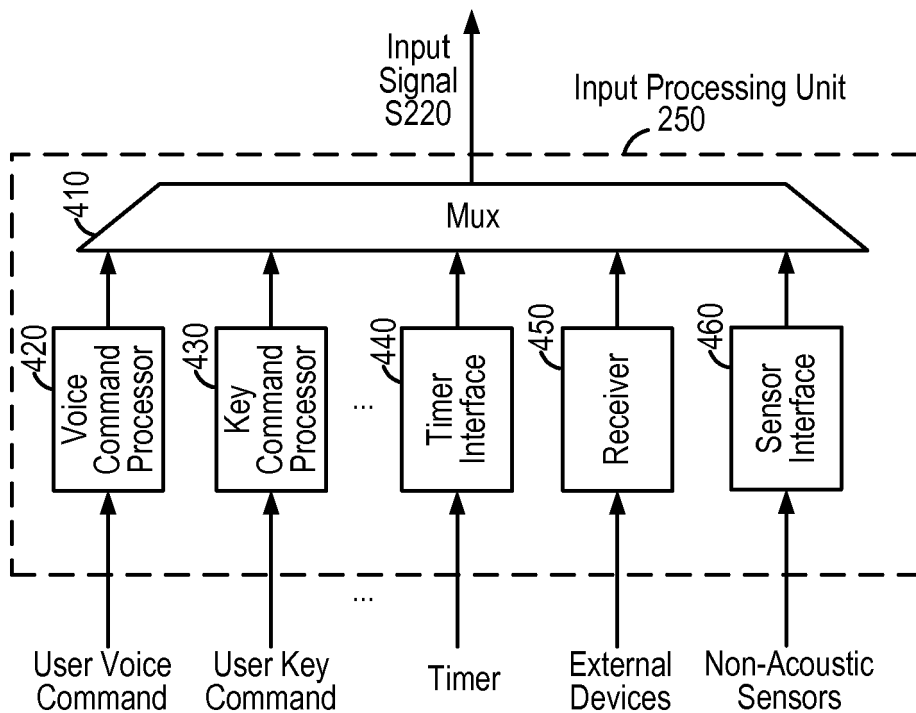 Input
Signal
S220
Input Processing Unit
250
410
Mux
420
Voice
Command
Processor
430
Key
Command
Processor
...
440
Timer
Interface
450
Receiver
460
Sensor
Interface
...
User Voice
Command
User Key
Command
Timer
External
Devices
Non-Acoustic
Sensors